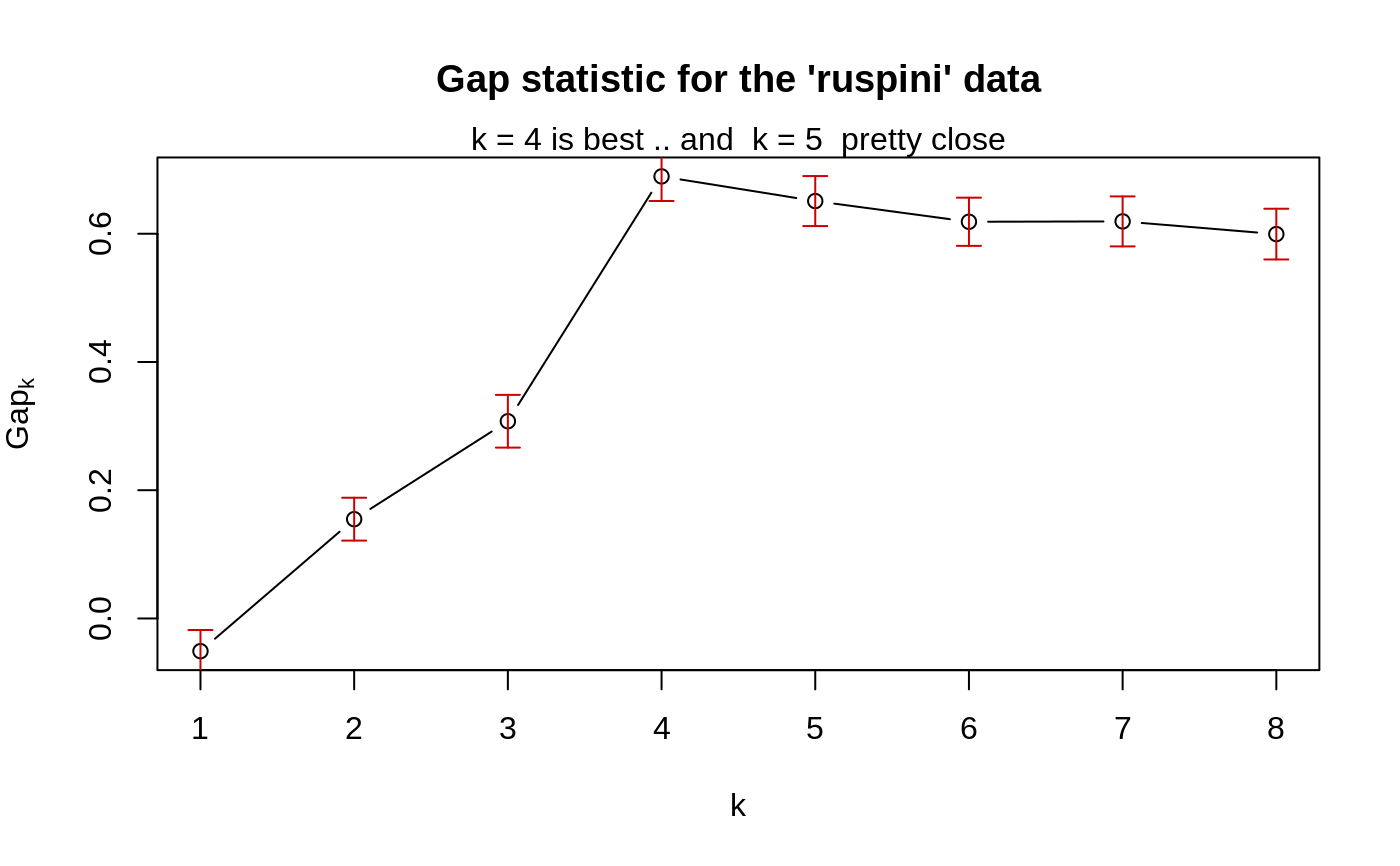 Gap statistic for the 'ruspini' data
k = 4 is best .. and  k = 5  pretty close
Gapk
0.6
0.4
0.2
0.0
1 2 3 4 5 6 7 8
k